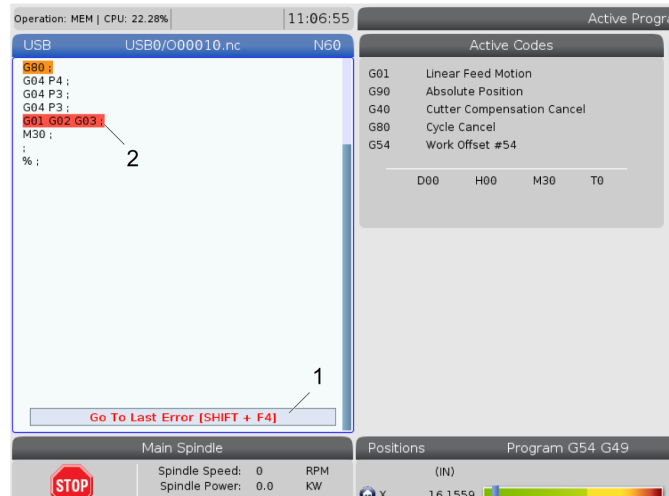 Operation: MEM | CPU: 22.28%
11:06:55
Active Progra
USB USB0/O00010.nc N60
G80 ;
G04 P4 ;
G04 P3 ;
G04 P3 ;
G01 G02 G03 ;
M30 ;
;
% ;
2
1
Go To Last Error [SHIFT + F4]
Active Codes
G01 Linear Feed Motion
G90 Absolute Position
G40 Cutter Compensation Cancel
G80 Cycle Cancel
G54 Work Offset #54
D00 H00 M30 T0
Main Spindle
STOP
Spindle Speed: 0 RPM
Spindle Power: 0.0 KW
Positions Program G54 G49
(IN)
X 16.1559